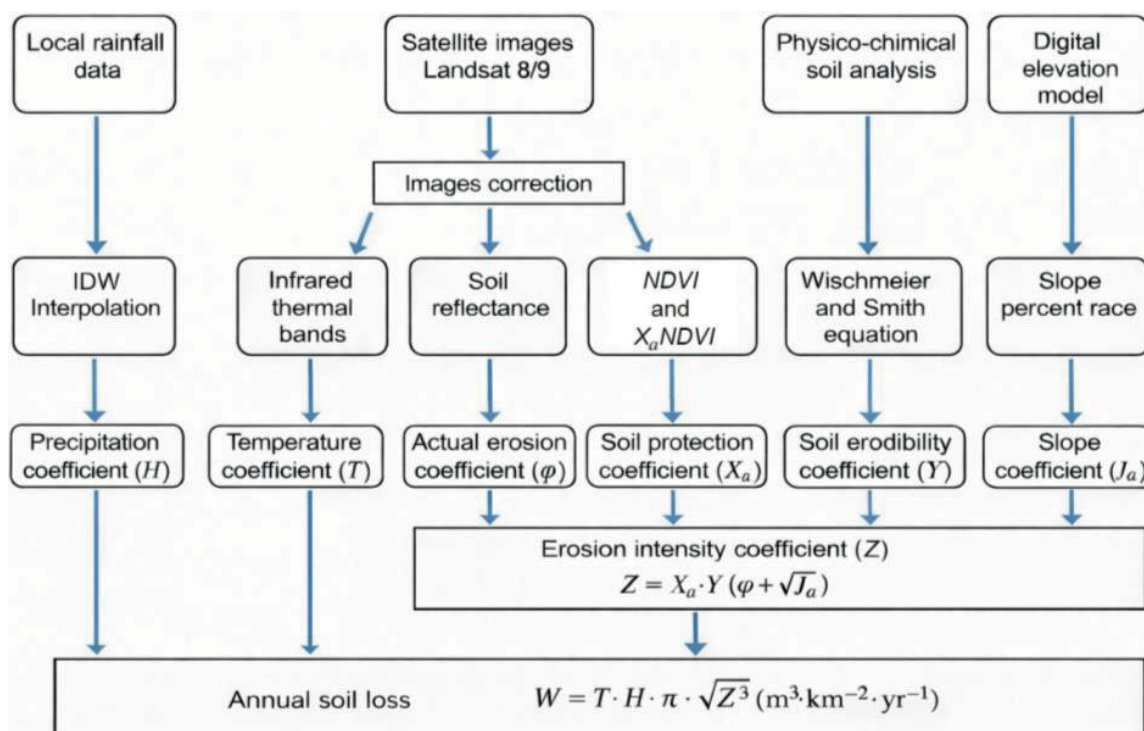 Local rainfall
data
Satellite images
Landsat 8/9
Physico-chimical
soil analysis
Digital
elevation
model
Images correction
IDW
Interpolation
Infrared
thermal
bands
Soil
reflectance
NDVI
and
XₐNDVI
Wischmeier
and Smith
equation
Slope
percent race
Precipitation
coefficient (H)
Temperature
coefficient (T)
Actual erosion
coefficient (φ)
Soil protection
coefficient (Xₐ)
Soil erodibility
coefficient (Y)
Slope
coefficient (Jₐ)
Erosion intensity coefficient (Z)
Z = Xₐ·Y (φ + √Jₐ)
Annual soil loss W = T · H · π · √Z³ (m³·km⁻²·yr⁻¹)